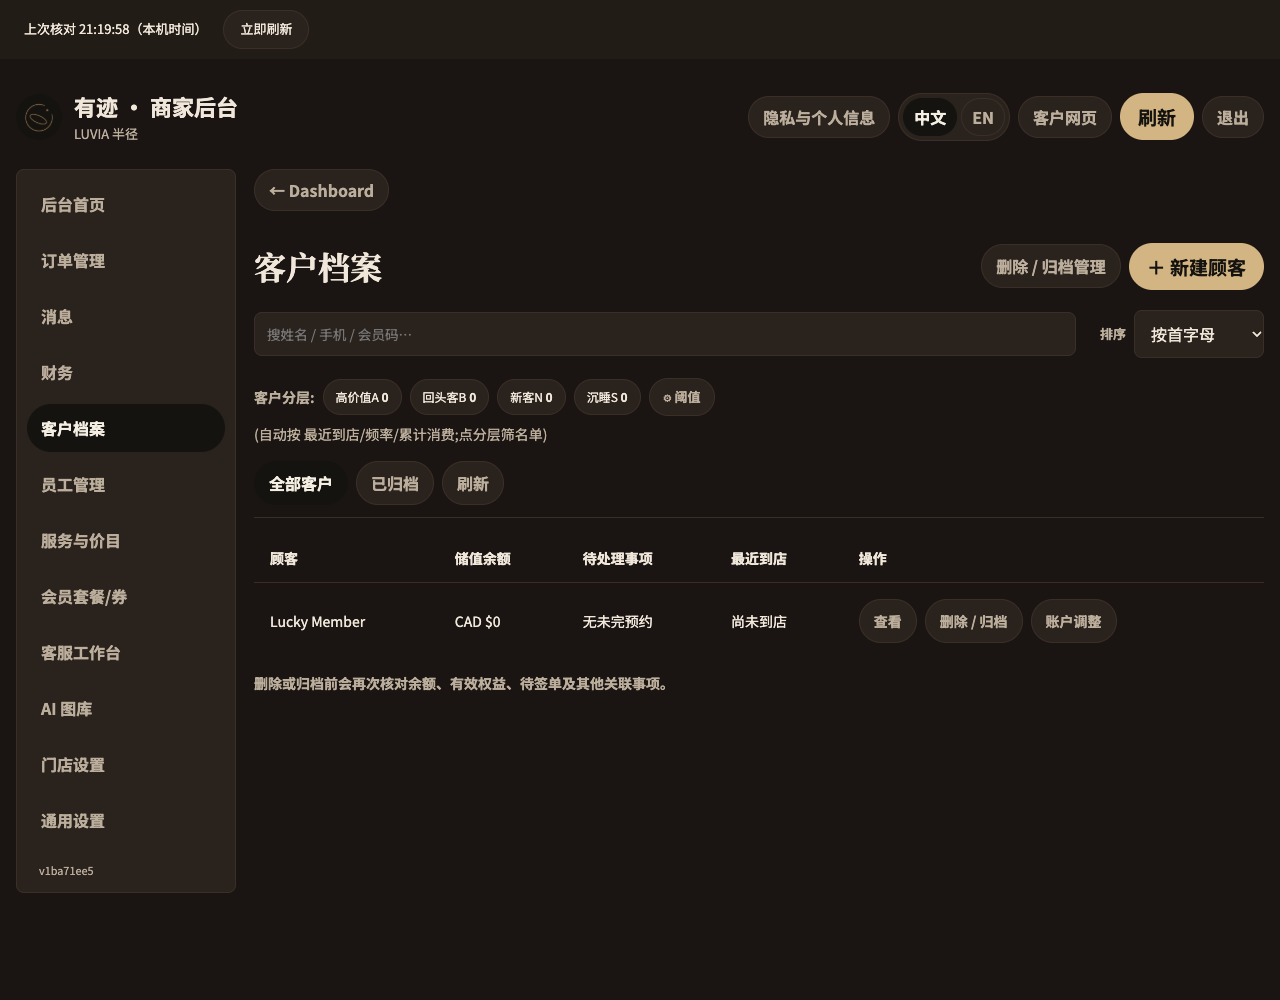 上次核对 21:19:58（本机时间） 立即刷新
有迹 · 商家后台
LUVIA 半径
隐私与个人信息 中文 EN 客户网页 刷新 退出
后台首页
订单管理
消息
财务
客户档案
员工管理
服务与价目
会员套餐/券
客服工作台
AI 图库
门店设置
通用设置
v1ba71ee5
← Dashboard
客户档案 删除 / 归档管理 ＋ 新建顾客
搜姓名 / 手机 / 会员码… 排序 按首字母
客户分层: 高价值A 0 回头客B 0 新客N 0 沉睡S 0 ⚙ 阈值
(自动按 最近到店/频率/累计消费;点分层筛名单)
全部客户 已归档 刷新
顾客 储值余额 待处理事项 最近到店 操作
Lucky Member CAD $0 无未完预约 尚未到店 查看 删除 / 归档 账户调整
删除或归档前会再次核对余额、有效权益、待签单及其他关联事项。